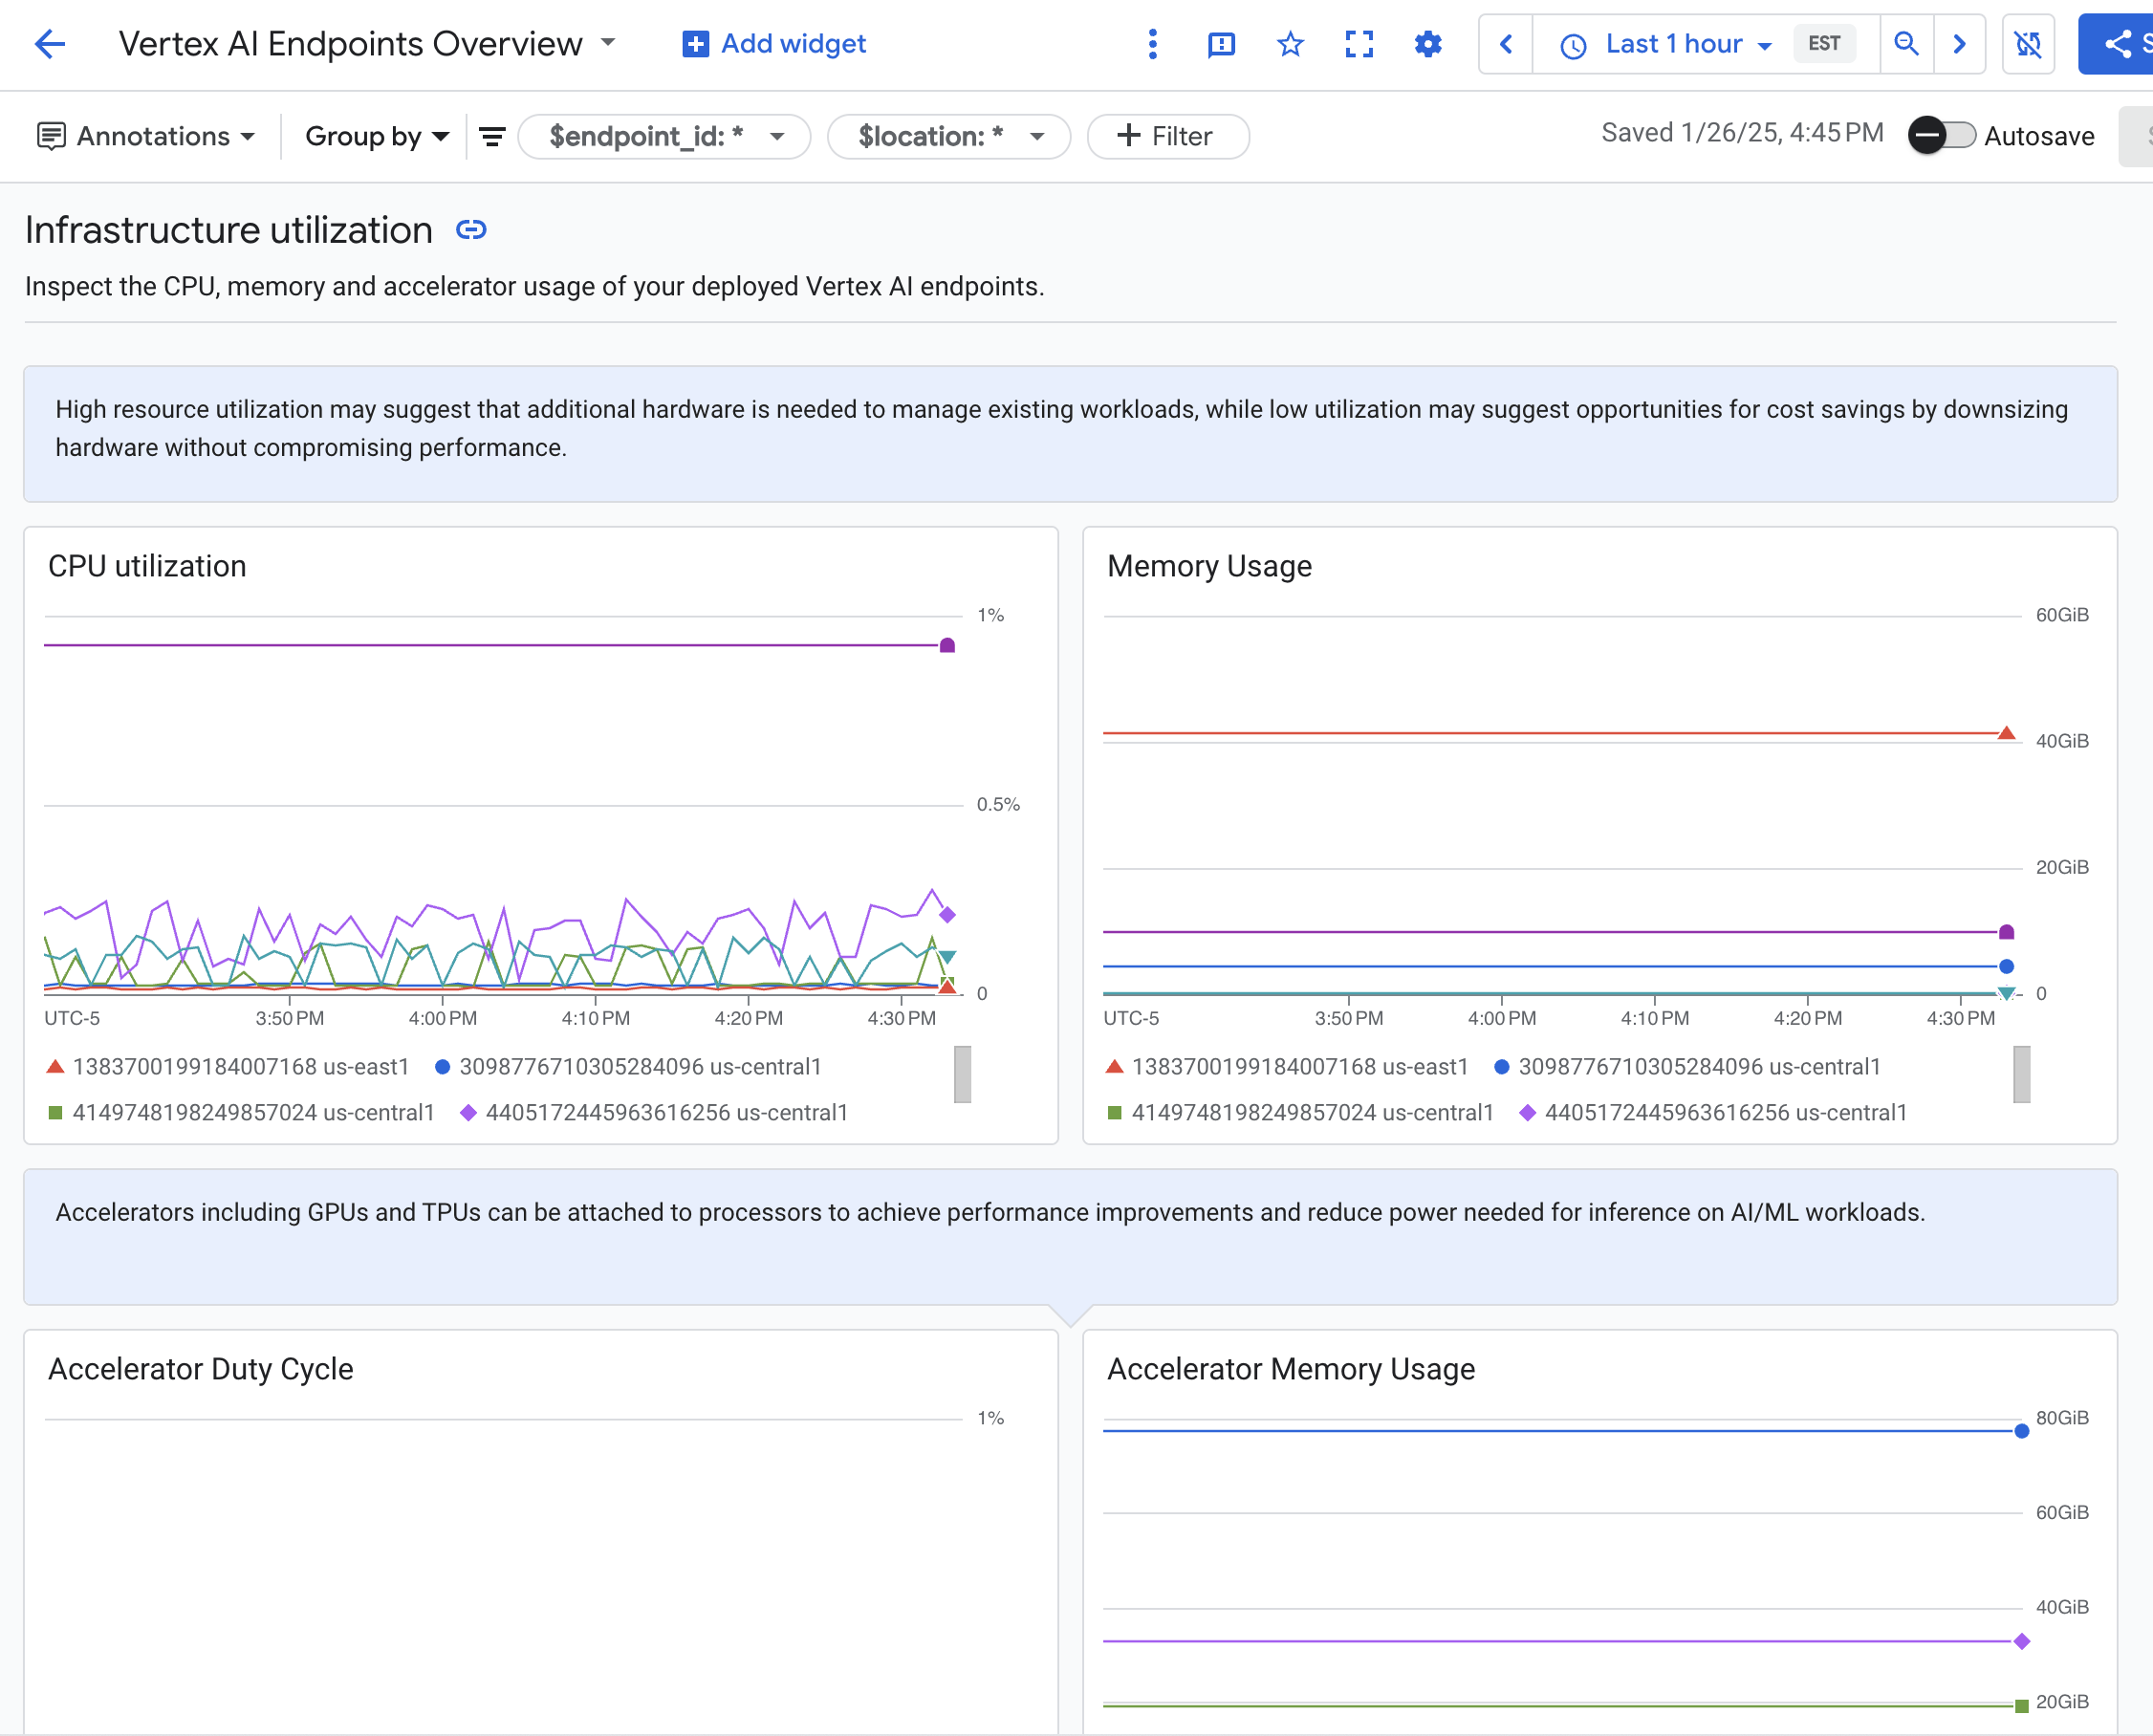 Vertex AI Endpoints Overview Add widget Last 1 hour EST
Annotations Group by $endpoint_id: * $location: * Filter Saved 1/26/25, 4:45 PM Autosave
Infrastructure utilization
Inspect the CPU, memory and accelerator usage of your deployed Vertex AI endpoints.
High resource utilization may suggest that additional hardware is needed to manage existing workloads, while low utilization may suggest opportunities for cost savings by downsizing
hardware without compromising performance.
CPU utilization
1%
0.5%
0
UTC-5 3:50 PM 4:00 PM 4:10 PM 4:20 PM 4:30 PM
1383700199184007168 us-east1 3098776710305284096 us-central1
4149748198249857024 us-central1 4405172445963616256 us-central1
Memory Usage
60GiB
40GiB
20GiB
0
UTC-5 3:50 PM 4:00 PM 4:10 PM 4:20 PM 4:30 PM
1383700199184007168 us-east1 3098776710305284096 us-central1
4149748198249857024 us-central1 4405172445963616256 us-central1
Accelerators including GPUs and TPUs can be attached to processors to achieve performance improvements and reduce power needed for inference on AI/ML workloads.
Accelerator Duty Cycle
1%
Accelerator Memory Usage
80GiB
60GiB
40GiB
20GiB